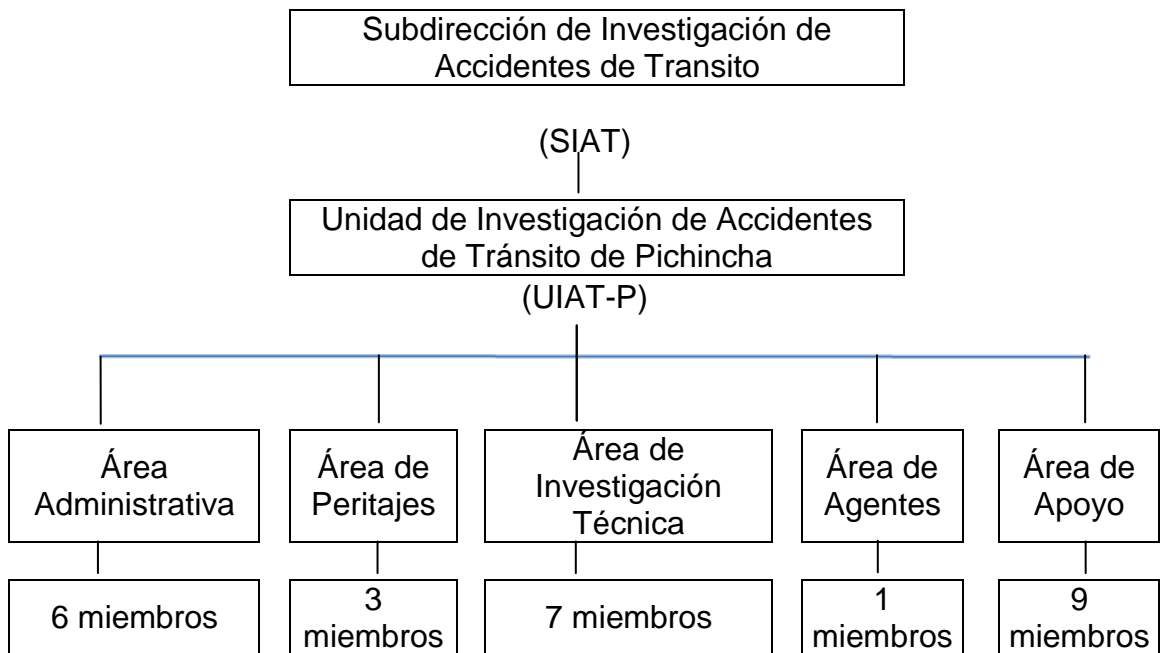 Subdirección de Investigación de
Accidentes de Transito
(SIAT)
Unidad de Investigación de Accidentes
de Tránsito de Pichincha
(UIAT-P)
Área
Administrativa
Área de
Peritajes
Área de
Investigación
Técnica
Área de
Agentes
Área de
Apoyo
6 miembros
3
miembros
7 miembros
1
miembros
9
miembros